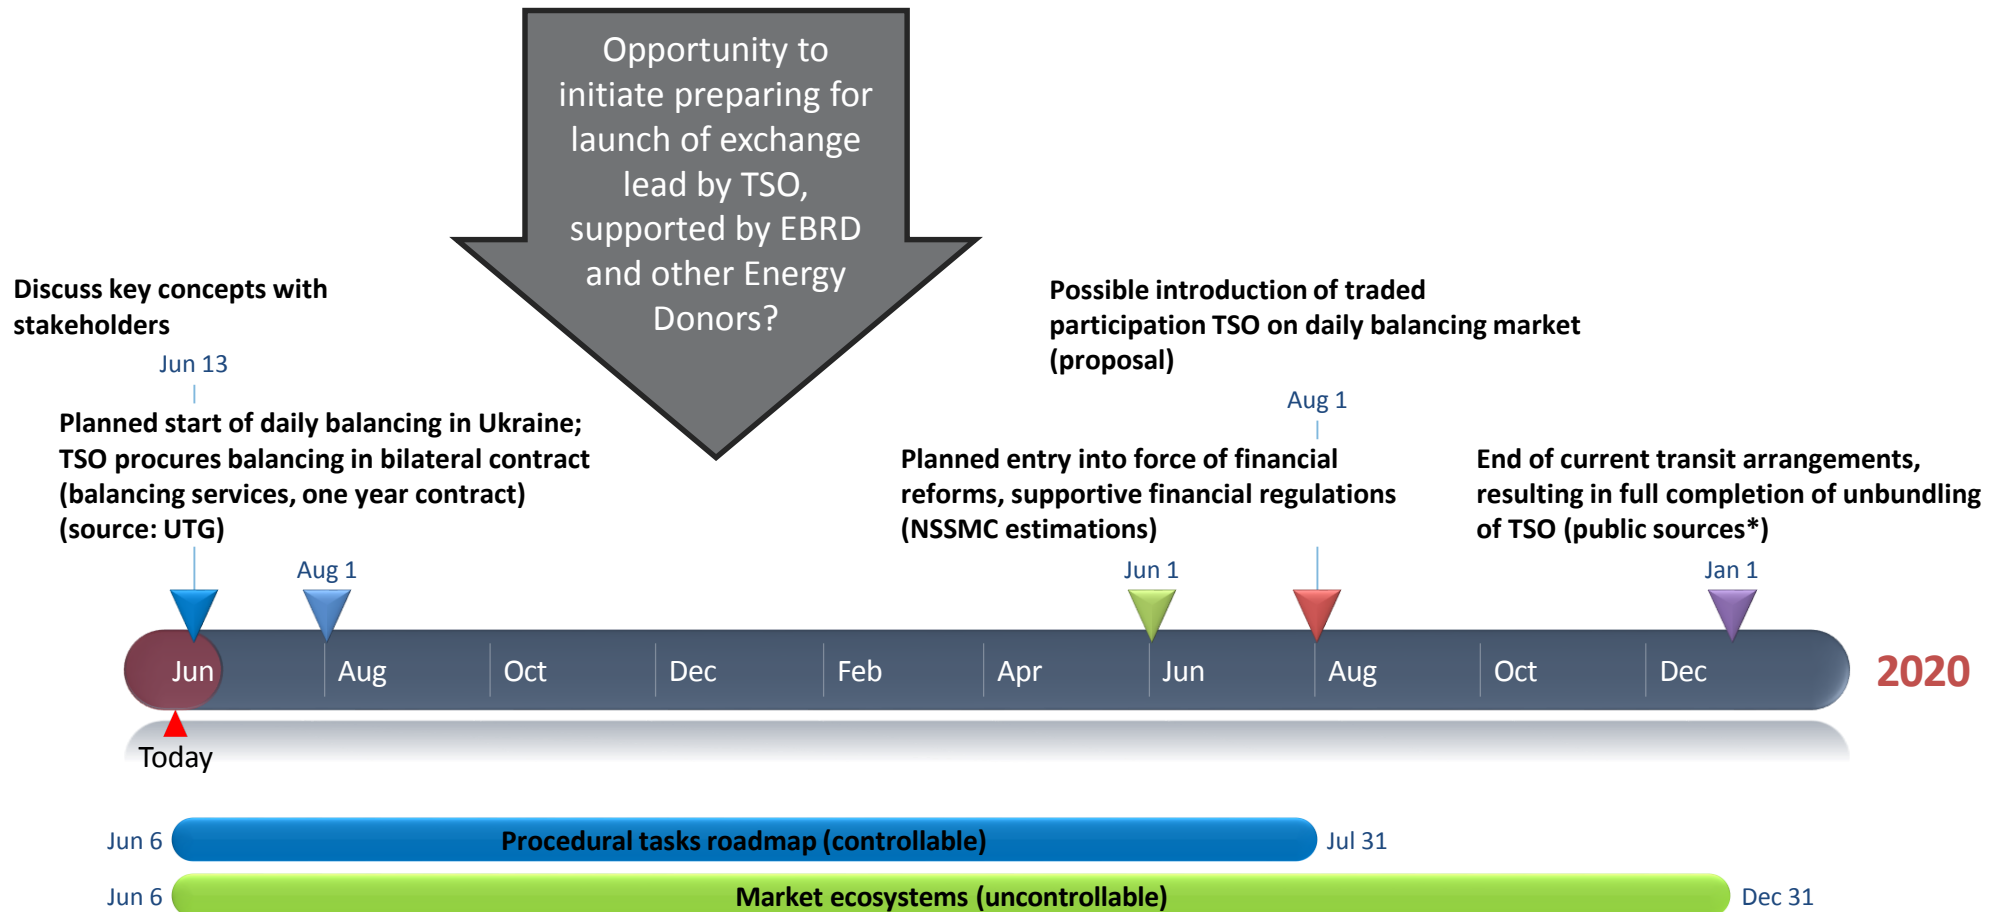 Opportunity to
initiate preparing for
launch of exchange
lead by TSO,
supported by EBRD
and other Energy
Donors?
Discuss key concepts with
stakeholders
Jun 13
Planned start of daily balancing in Ukraine;
TSO procures balancing in bilateral contract
(balancing services, one year contract)
(source: UTG)
Aug 1
Possible introduction of traded
participation TSO on daily balancing market
(proposal)
Aug 1
Planned entry into force of financial
reforms, supportive financial regulations
(NSSMC estimations)
Jun 1
End of current transit arrangements,
resulting in full completion of unbundling
of TSO (public sources*)
Jan 1
Jun Aug Oct Dec Feb Apr Jun Aug Oct Dec 2020
Today
Jun 6 Procedural tasks roadmap (controllable) Jul 31
Jun 6 Market ecosystems (uncontrollable) Dec 31